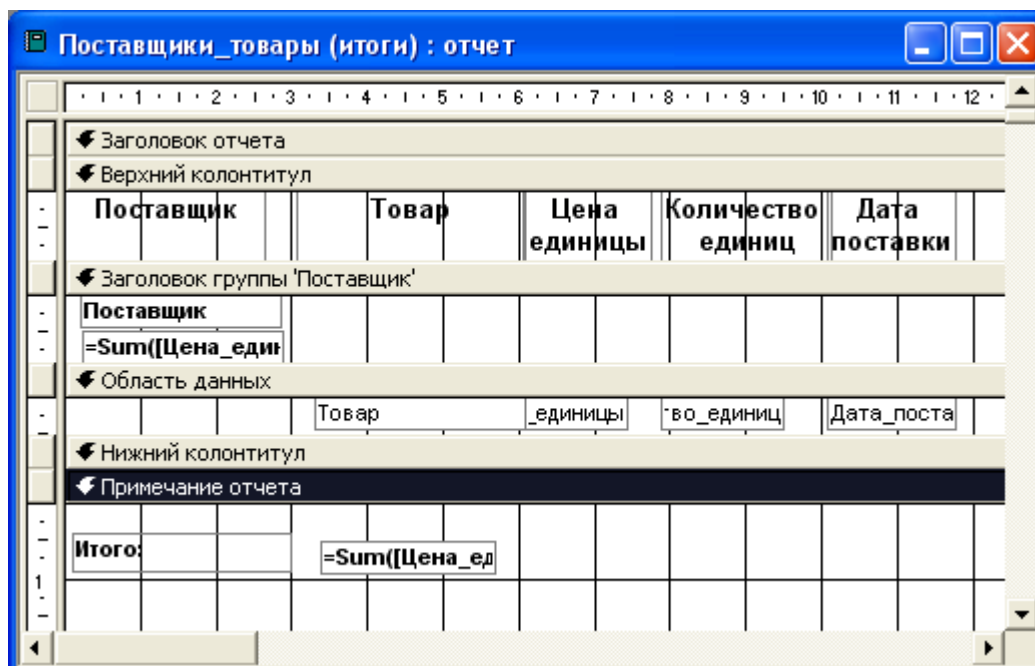 Поставщики_товары (итоги) : отчет
1 2 3 4 5 6 7 8 9 10 11 12
Заголовок отчета
Верхний колонтитул
Поставщик Товар Цена единицы Количество единиц Дата поставки
Заголовок группы 'Поставщик'
Поставщик
=Sum([Цена_един
Область данных
Товар _единицы во_единиц Дата_поста
Нижний колонтитул
Примечание отчета
Итого: =Sum([Цена_ед
1